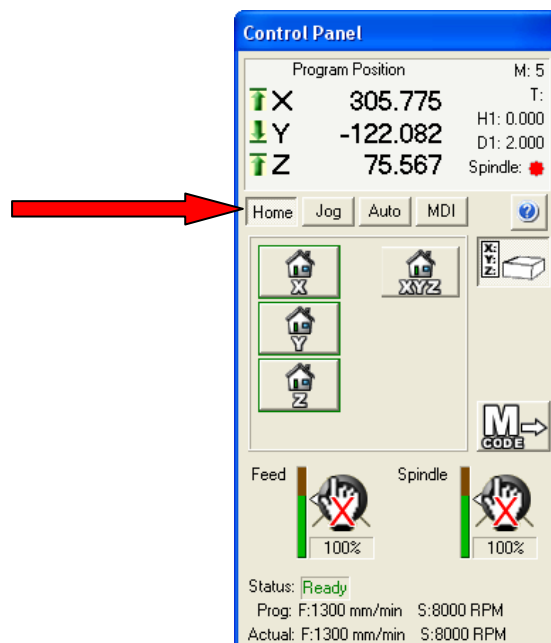 Control Panel
Program Position M: 5
X 305.775 T:
Y -122.082 H1: 0.000
D1: 2.000
Z 75.567 Spindle:
Home Jog Auto MDI ?
X:
Y:
Z:
X XYZ
Y
Z
M
CODE
Feed Spindle
100% 100%
Status: Ready
Prog: F:1300 mm/min S:8000 RPM
Actual: F:1300 mm/min S:8000 RPM